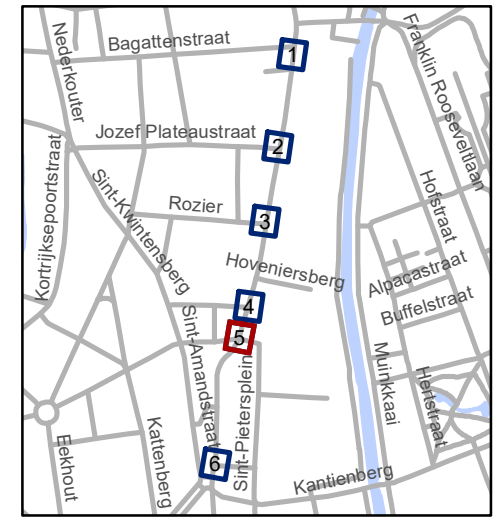 Nederkouter
Bagattenstraat
1
Franklin Rooseveltlaan
Jozef Plateaustraat
2
Kortrijksepoortstraat
Sint-Kwintensberg
Rozier
3
Hofstraat
Hoveniersberg
Alpacastraat
Buffelstraat
4
5
Sint-Amandstraat
Sint-Pietersplein
Muinkkaai
Hertstraat
Eekhout
Kattenberg
6
Kantienberg